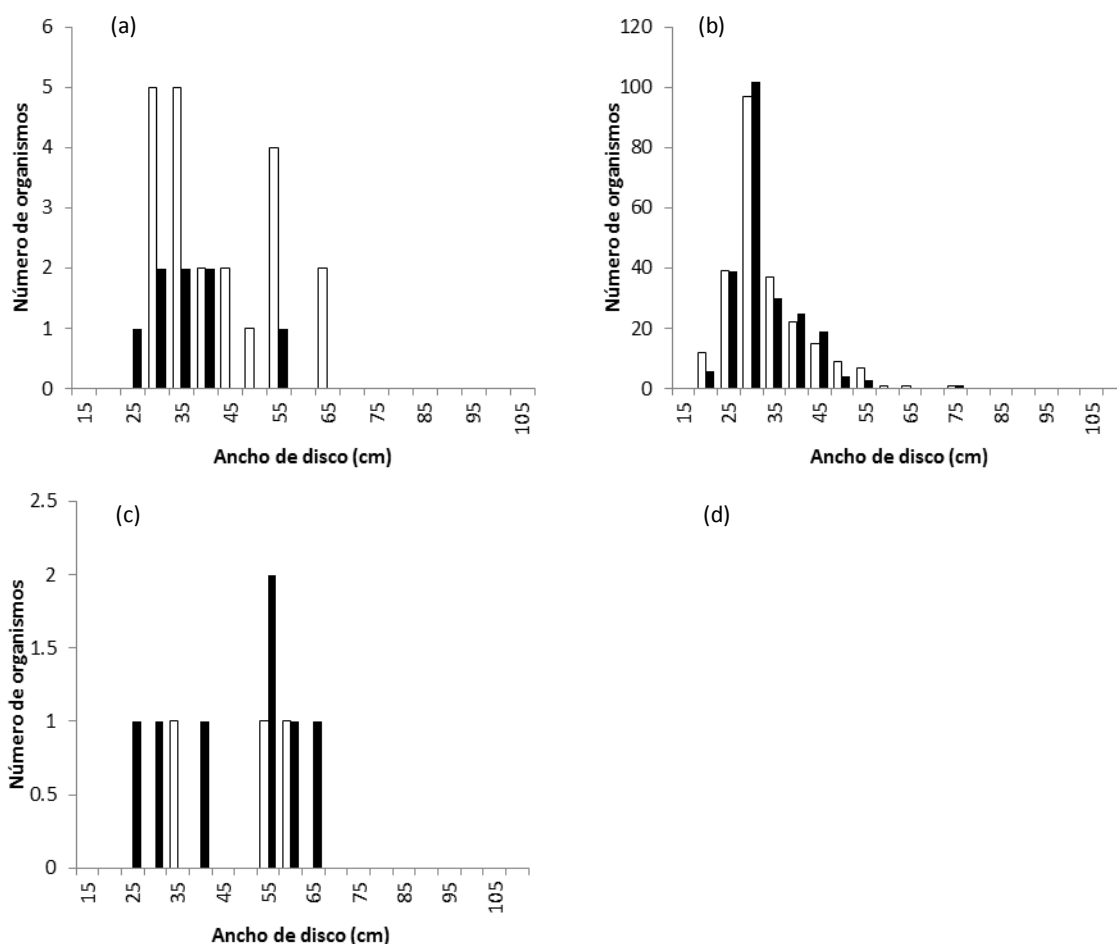 (a)
6
5
4
3
2
1
0
Número de organismos
15 25 35 45 55 65 75 85 95 105
Ancho de disco (cm)
(b)
120
100
80
60
40
20
0
Número de organismos
15 25 35 45 55 65 75 85 95 105
Ancho de disco (cm)
(c)
2.5
2
1.5
1
0.5
0
Número de organismos
15 25 35 45 55 65 75 85 95 105
Ancho de disco (cm)
(d)